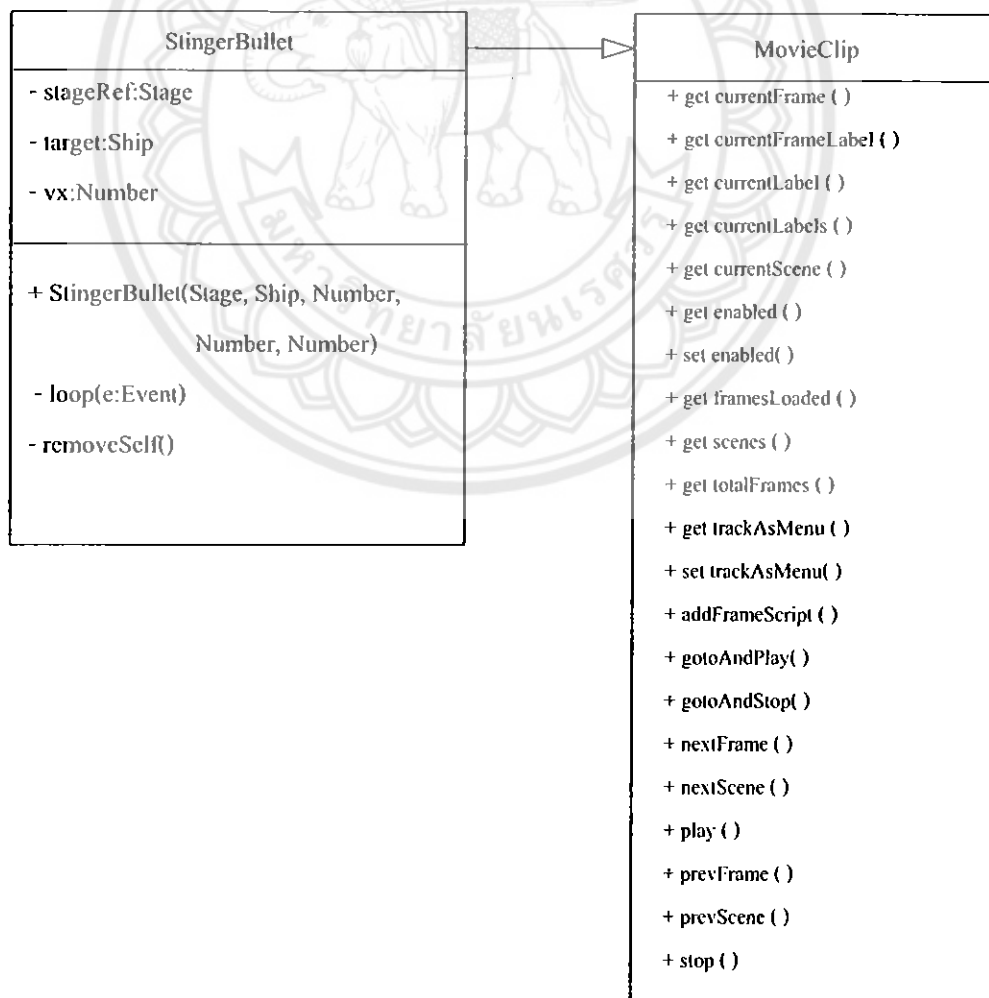 StingerBullet
- stageRef:Stage
- target:Ship
- vx:Number
+ StingerBullet(Stage, Ship, Number,
Number, Number)
- loop(e:Event)
- removeSelf()
MovieClip
+ get currentFrame ( )
+ get currentFrameLabel ( )
+ get currentLabel ( )
+ get currentLabels ( )
+ get currentScene ( )
+ get enabled ( )
+ set enabled( )
+ get framesLoaded ( )
+ get scenes ( )
+ get totalFrames ( )
+ get trackAsMenu ( )
+ set trackAsMenu( )
+ addFrameScript ( )
+ gotoAndPlay( )
+ gotoAndStop( )
+ nextFrame ( )
+ nextScene ( )
+ play ( )
+ prevFrame ( )
+ prevScene ( )
+ stop ( )